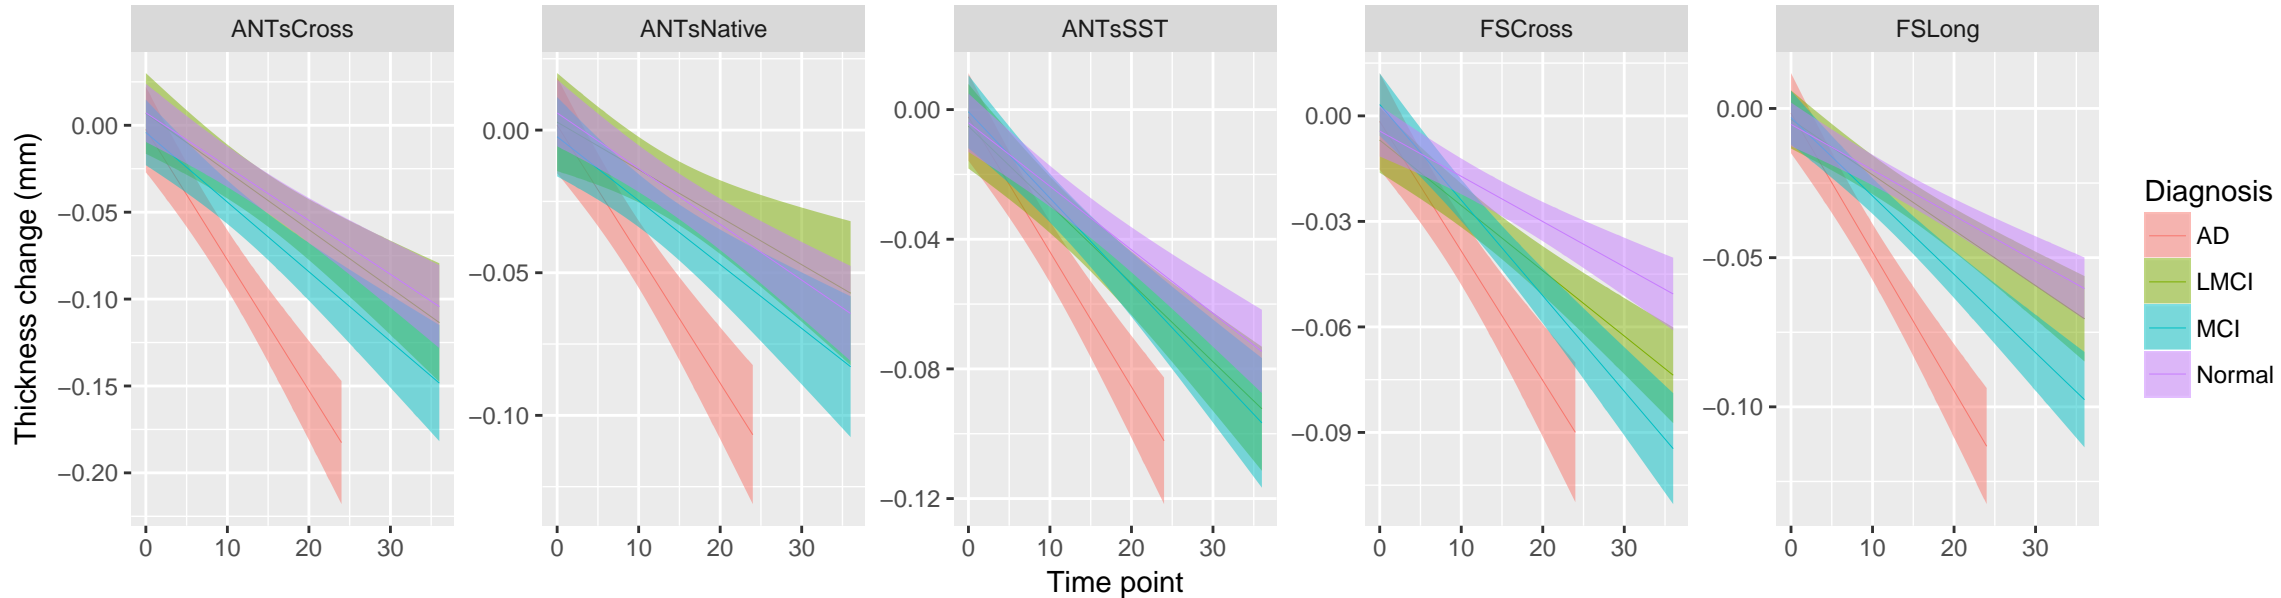 ANTsCross ANTsNative ANTsSST FSCross FSLong
Thickness change (mm)
0.00
−0.05
−0.10
−0.15
−0.20
0 10 20 30
0.00
−0.05
−0.10
0 10 20 30
0.00
−0.04
−0.08
−0.12
0 10 20 30
0.00
−0.03
−0.06
−0.09
0 10 20 30
0.00
−0.05
−0.10
0 10 20 30
Time point
Diagnosis
AD
LMCI
MCI
Normal